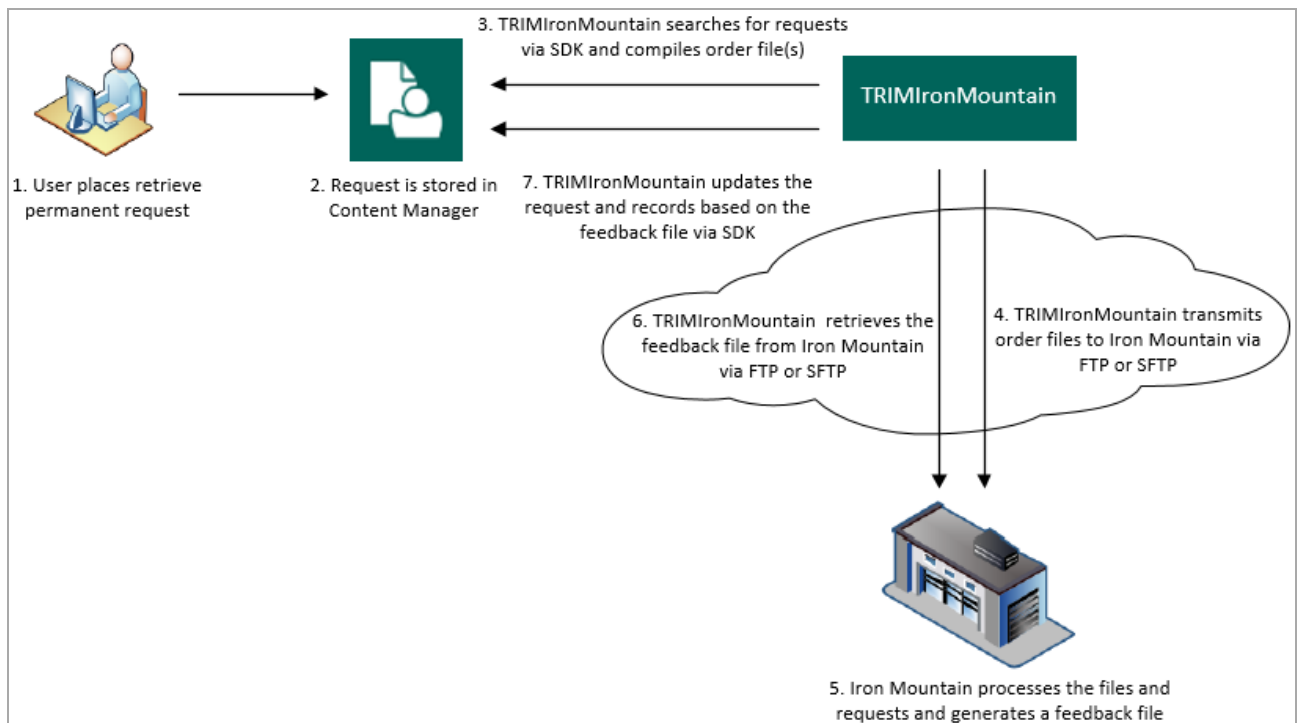 3. TRIMIronMountain searches for requests
via SDK and compiles order file(s)
TRIMIronMountain
1. User places retrieve
permanent request
2. Request is stored in
Content Manager
7. TRIMIronMountain updates the
request and records based on the
feedback file via SDK
6. TRIMIronMountain retrieves the
feedback file from Iron Mountain
via FTP or SFTP
4. TRIMIronMountain transmits
order files to Iron Mountain via
FTP or SFTP
5. Iron Mountain processes the files and
requests and generates a feedback file